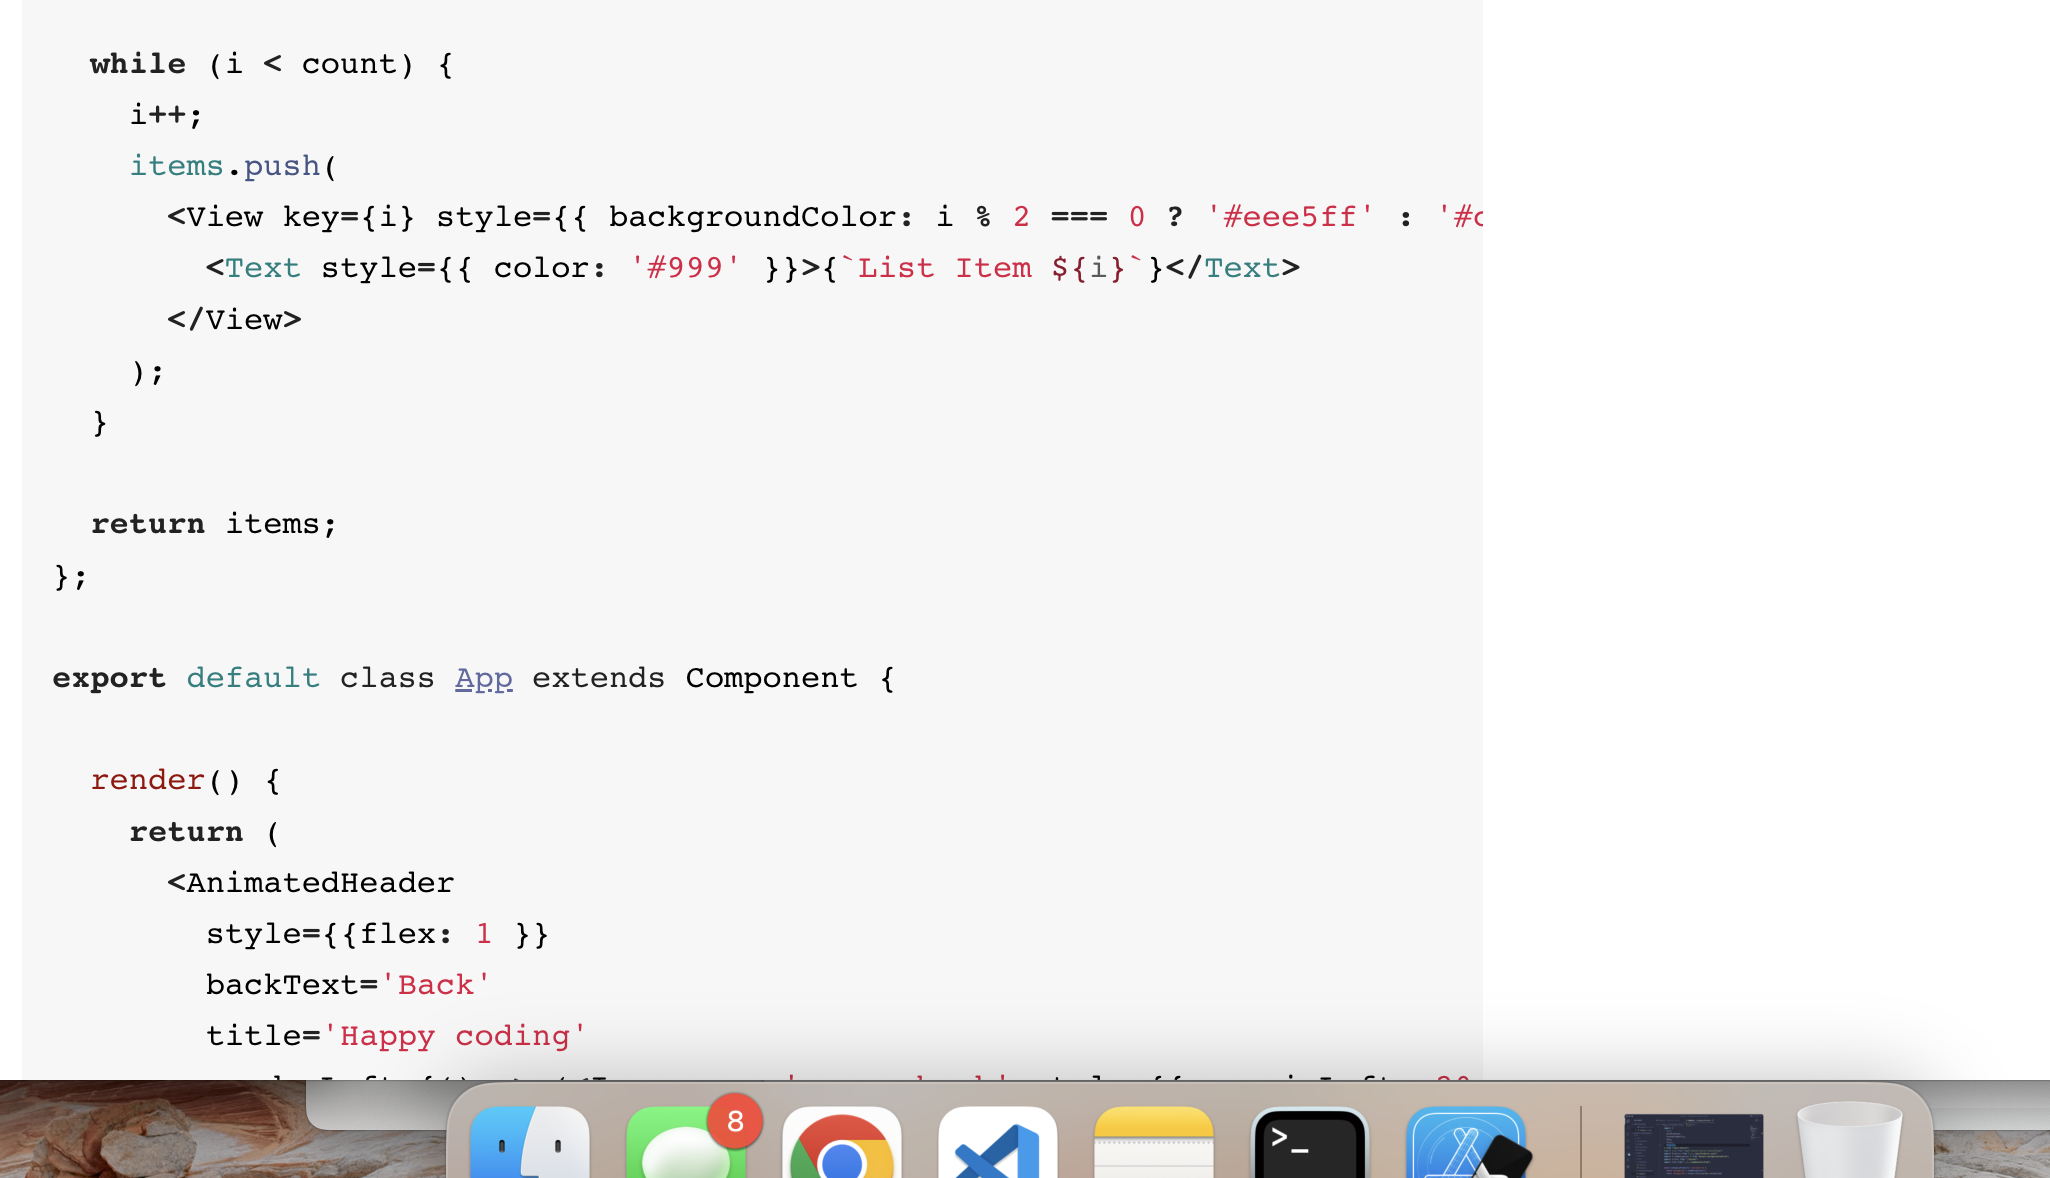 while (i < count) {
i++;
items.push(
<View key={i} style={{ backgroundColor: i % 2 === 0 ? '#eee5ff' : '#
<Text style={{ color: '#999' }}>{`List Item ${i}`}</Text>
</View>
);
}
return items;
};
export default class App extends Component {
render() {
return (
<AnimatedHeader
style={{flex: 1 }}
backText='Back'
title='Happy coding'
8
>_